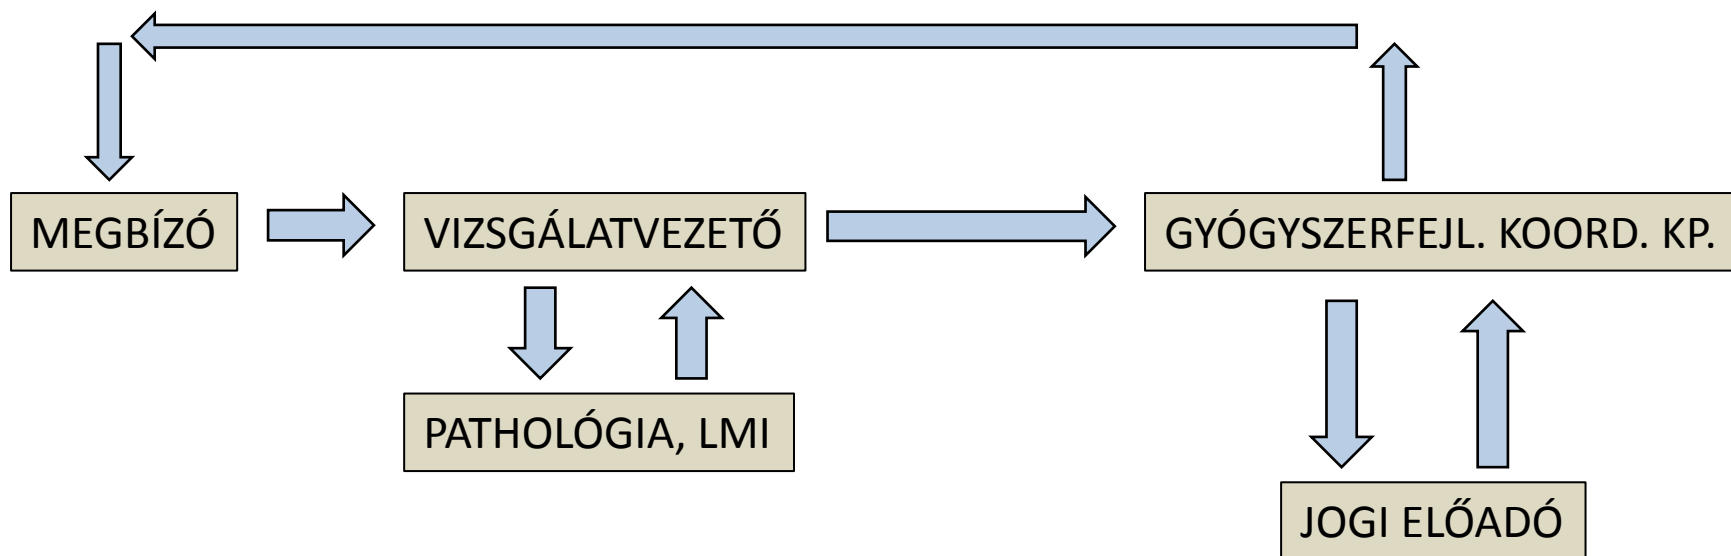 MEGBÍZÓ
VIZSGÁLATVEZETŐ
GYÓGYSZERFEJL. KOORD. KP.
PATHOLÓGIA, LMI
JOGI ELŐADÓ